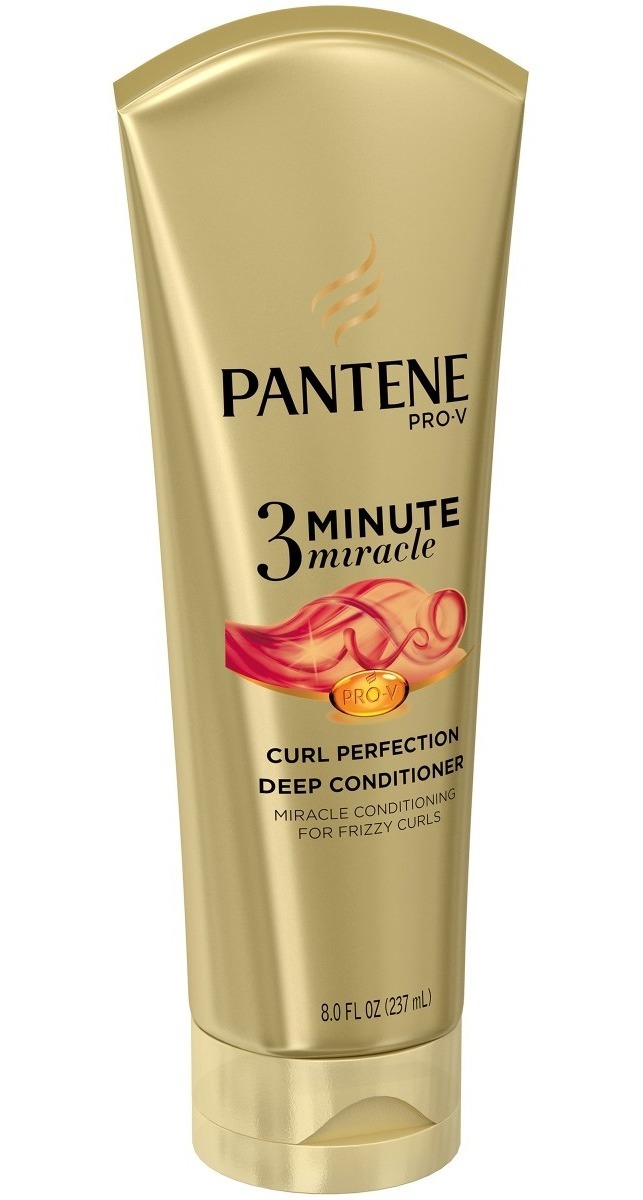 PANTENE
PRO-V
3 MINUTE
miracle
PRO-V
CURL PERFECTION
DEEP CONDITIONER
MIRACLE CONDITIONING
FOR FRIZZY CURLS
8.0 FL OZ (237 mL)